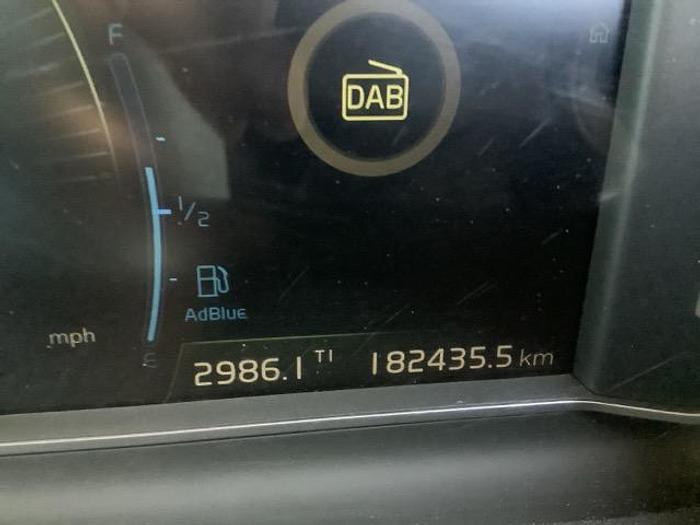 F
DAB
1/2
AdBlue
mph
E
2986.1 TI 182435.5 km